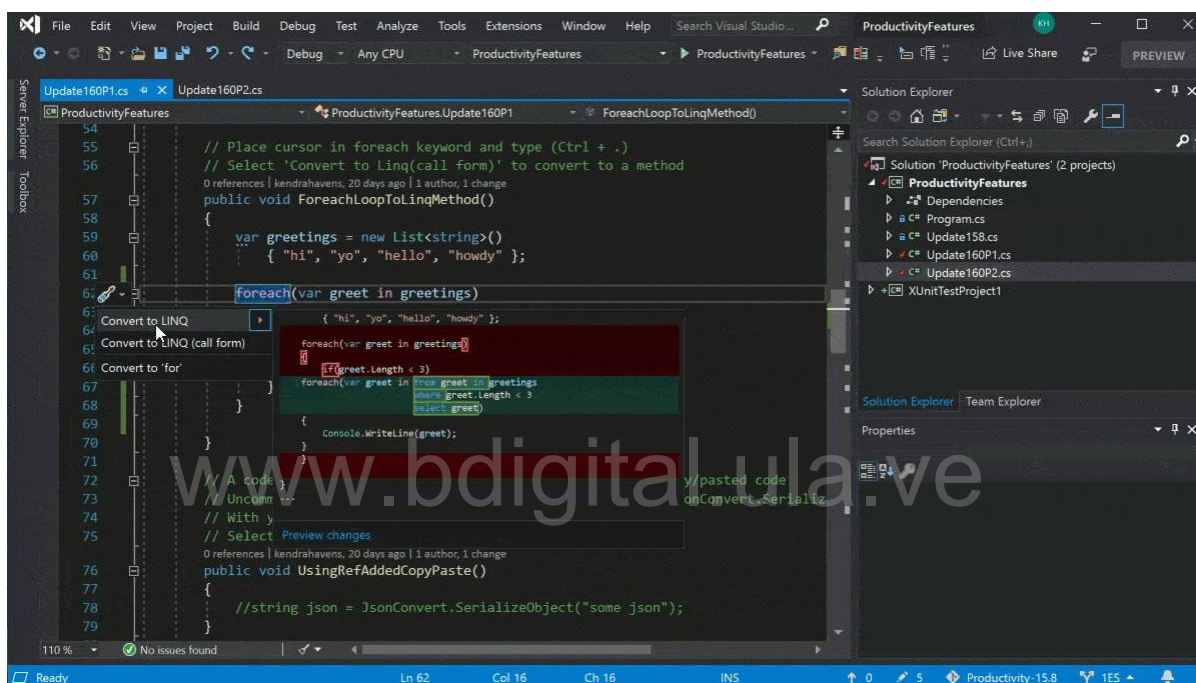 File Edit View Project Build Debug Test Analyze Tools Extensions Window Help Search Visual Studio... ProductivityFeatures KH
Debug Any CPU ProductivityFeatures ProductivityFeatures Live Share PREVIEW
Server Explorer
Toolbox
Update160P1.cs Update160P2.cs
ProductivityFeatures ProductivityFeatures.Update160P1 ForeachLoopToLinqMethod()
54
55 // Place cursor in foreach keyword and type (Ctrl + .)
56 // Select 'Convert to Linq(call form)' to convert to a method
0 references | kendrahavens, 20 days ago | 1 author, 1 change
57 public void ForeachLoopToLinqMethod()
58 {
59 var greetings = new List<string>()
60 { "hi", "yo", "hello", "howdy" };
61
62 foreach(var greet in greetings)
Convert to LINQ
Convert to LINQ (call form)
Convert to 'for'
{ "hi", "yo", "hello", "howdy" };
foreach(var greet in greetings)
{
if(greet.Length < 3)
foreach(var greet in from greet in greetings
where greet.Length < 3
select greet)
{
Console.WriteLine(greet);
}
}
}
...
Preview changes
67 }
68 }
69
70 }
71
72 // A code y/pasted code
73 // Uncomm onConvert.Serializ
74 // With y
75 // Select
0 references | kendrahavens, 20 days ago | 1 author, 1 change
76 public void UsingRefAddedCopyPaste()
77 {
78 //string json = JsonConvert.SerializeObject("some json");
79 }
110 % No issues found
Solution Explorer
Search Solution Explorer (Ctrl+;)
Solution 'ProductivityFeatures' (2 projects)
ProductivityFeatures
Dependencies
C# Program.cs
C# Update158.cs
C# Update160P1.cs
C# Update160P2.cs
XUnitTestProject1
Solution Explorer Team Explorer
Properties
www.bdigital.ula.ve
Ready Ln 62 Col 16 Ch 16 INS 0 5 Productivity-15.8 1ES